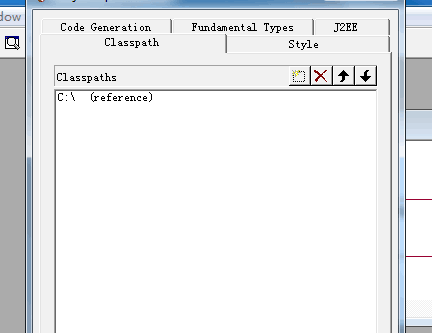 dow
Code Generation
Fundamental Types
J2EE
Classpath
Style
Classpaths
C:\ (reference)